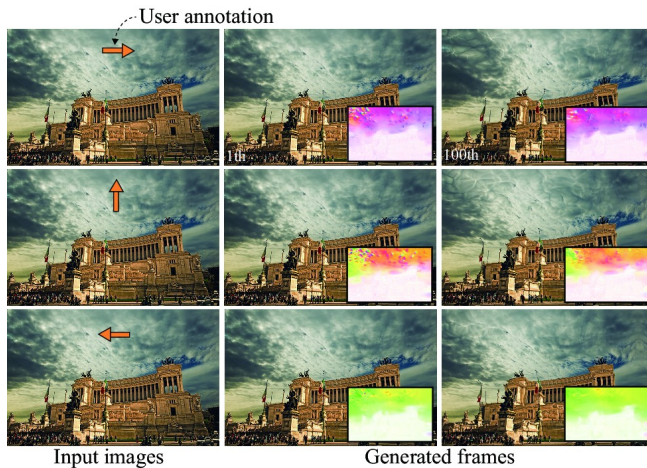 User annotation
1th
100th
Input images
Generated frames